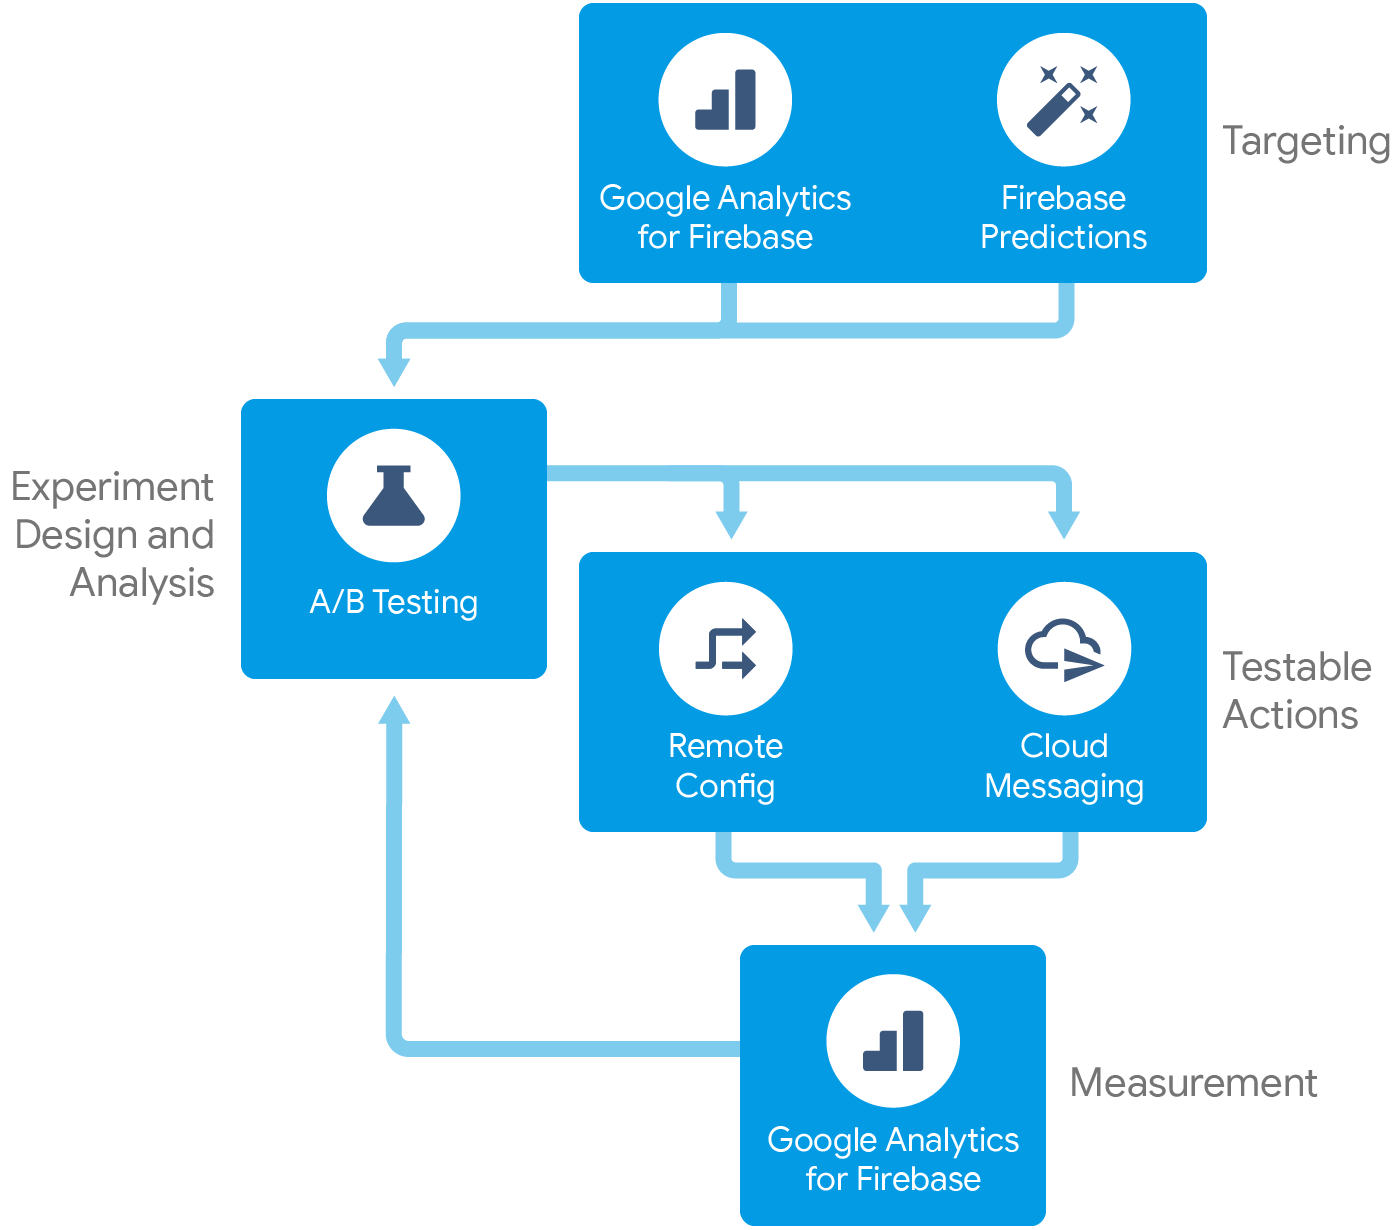 Google Analytics
for Firebase
Firebase
Predictions
Targeting
Experiment
Design and
Analysis
A/B Testing
Remote
Config
Cloud
Messaging
Testable
Actions
Google Analytics
for Firebase
Measurement